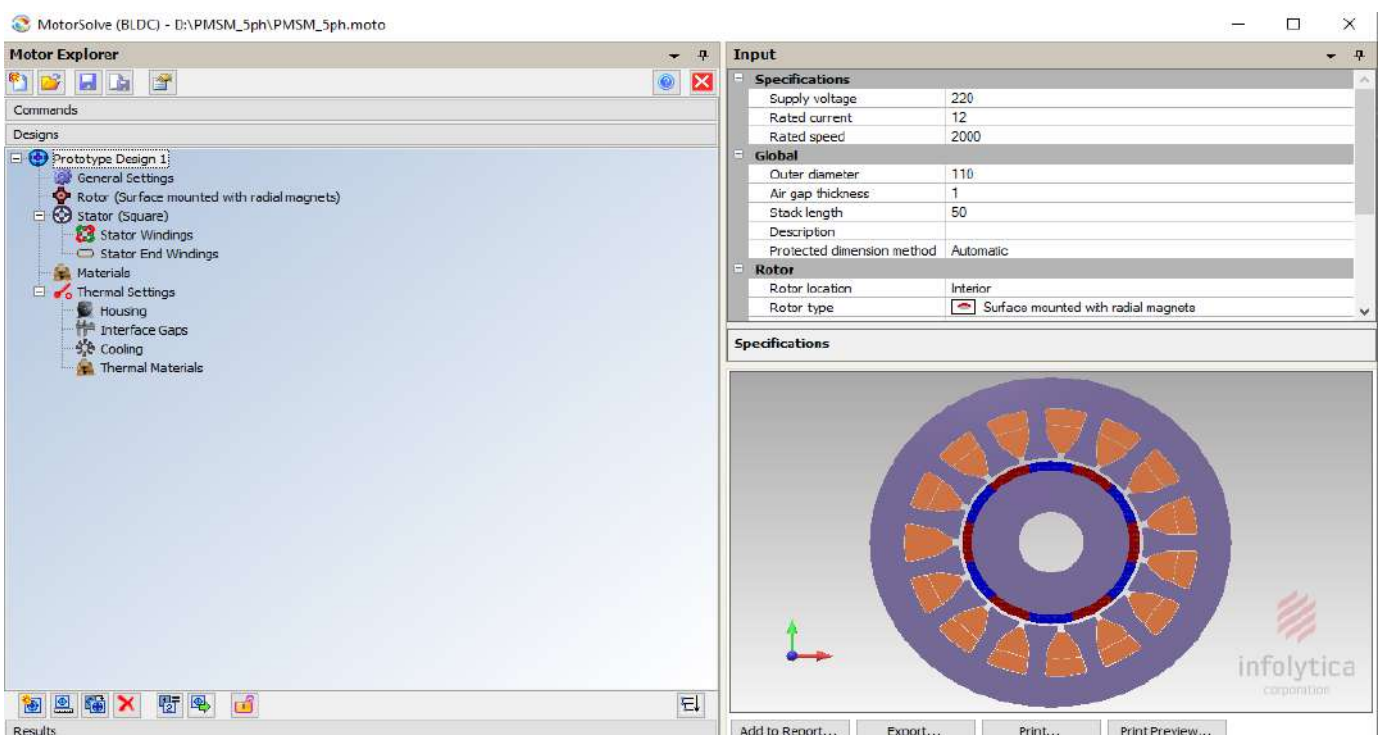 MotorSolve (BLDC) - D:\PMSM_5ph\PMSM_5ph.moto
Motor Explorer
Commands
Designs
Prototype Design 1
General Settings
Rotor (Surface mounted with radial magnets)
Stator (Square)
Stator Windings
Stator End Windings
Materials
Thermal Settings
Housing
Interface Gaps
Cooling
Thermal Materials
Results
Input
Specifications
Supply voltage 220
Rated current 12
Rated speed 2000
Global
Outer diameter 110
Air gap thickness 1
Stack length 50
Description
Protected dimension method Automatic
Rotor
Rotor location Interior
Rotor type Surface mounted with radial magnets
Specifications
infolytica
corporation
Add to Report... Export... Print... Print Preview...